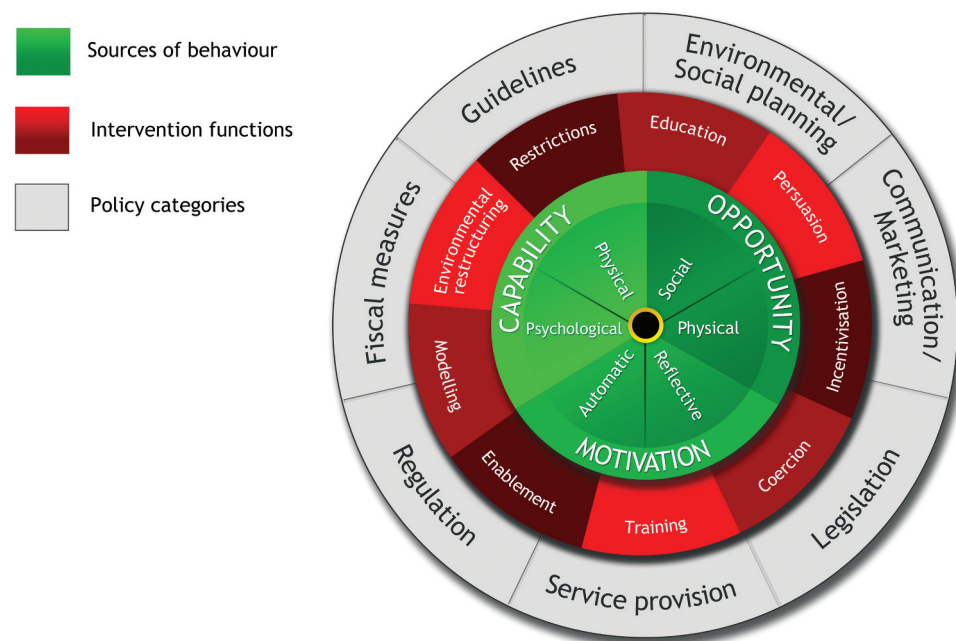 Sources of behaviour
Intervention functions
Policy categories
Guidelines
Environmental/
Social planning
Communication/
Marketing
Legislation
Service provision
Regulation
Fiscal measures
Restrictions
Education
Persuasion
Incentivisation
Coercion
Training
Enablement
Modelling
Environmental
restructuring
CAPABILITY
OPPORTUNITY
MOTIVATION
Physical
Social
Psychological
Physical
Automatic
Reflective